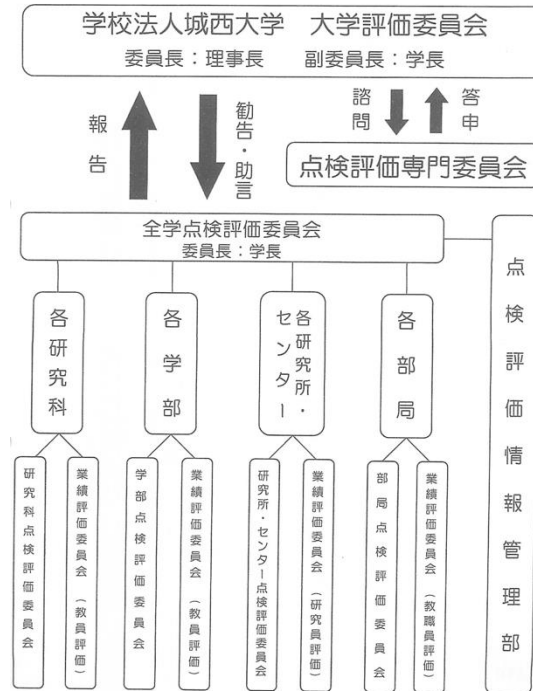 学校法人城西大学　大学評価委員会
委員長：理事長　副委員長：学長
報告
勧告・助言
諮問
答申
点検評価専門委員会
全学点検評価委員会
委員長：学長
点検評価情報管理部
各研究科
各学部
各研究所・
センター
各部局
研究科点検評価委員会
業績評価委員会（教員評価）
学部点検評価委員会
業績評価委員会（教員評価）
研究所・センター点検評価委員会
業績評価委員会（研究員評価）
部局点検評価委員会
業績評価委員会（教職員評価）